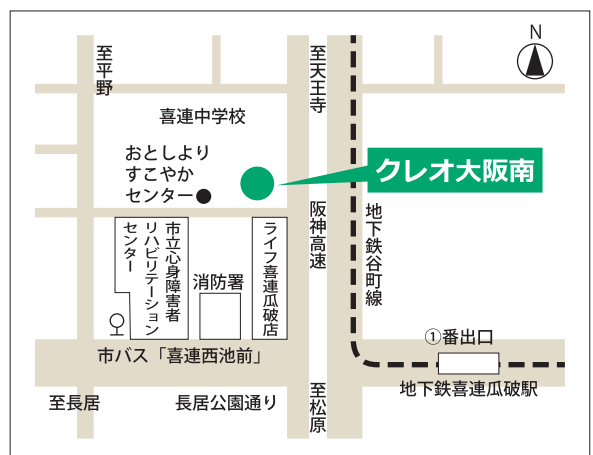 N
至平野
至天王寺
喜連中学校
おとしより
すこやか
センター
クレオ大阪南
阪神高速
地下鉄谷町線
市立心身障害者
リハビリテーション
センター
消防署
ライフ喜連瓜破店
①番出口
市バス「喜連西池前」
地下鉄喜連瓜破駅
至長居
長居公園通り
至松原